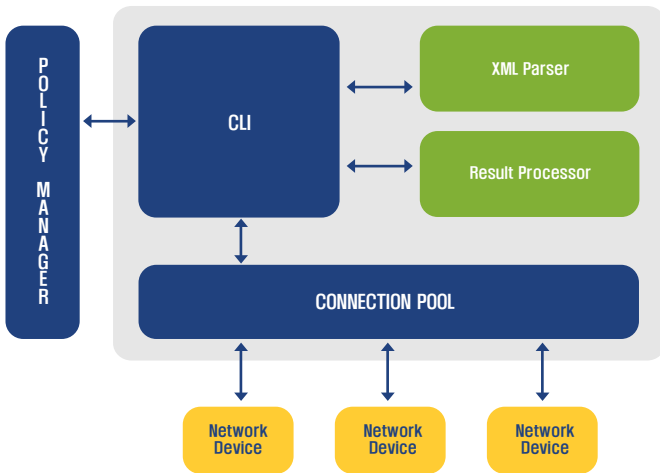 POLICY MANAGER
CLI
XML Parser
Result Processor
CONNECTION POOL
Network
Device
Network
Device
Network
Device